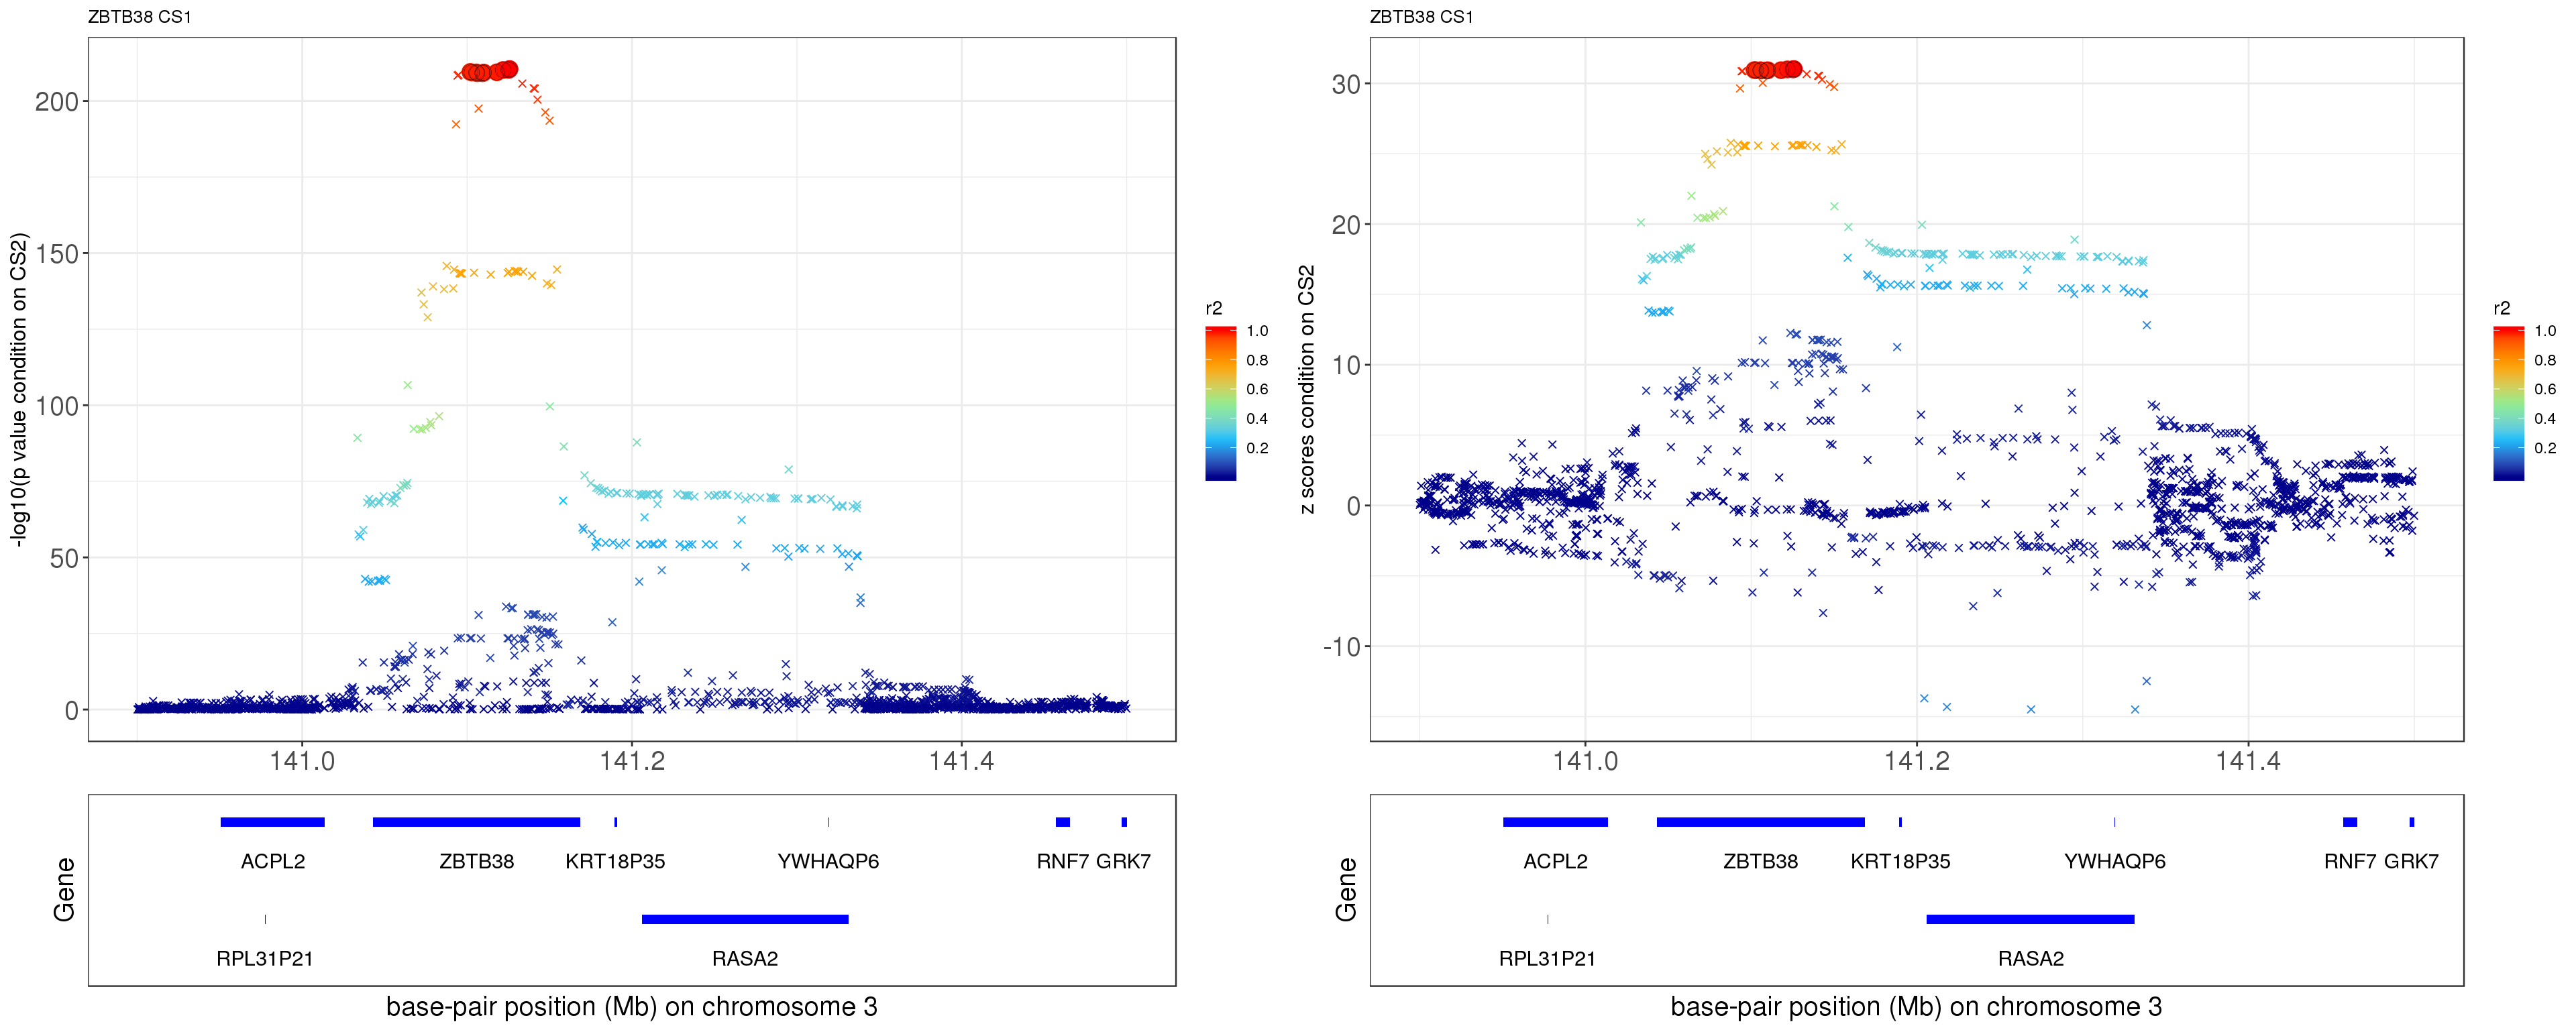 ZBTB38 CS1
-log10(p value condition on CS2)
200
150
100
50
0
141.0 141.2 141.4
r2
1.0
0.8
0.6
0.4
0.2
Gene
ACPL2 ZBTB38 KRT18P35 YWHAQP6 RNF7 GRK7
RPL31P21 RASA2
base-pair position (Mb) on chromosome 3
ZBTB38 CS1
z scores condition on CS2
30
20
10
0
-10
141.0 141.2 141.4
r2
1.0
0.8
0.6
0.4
0.2
Gene
ACPL2 ZBTB38 KRT18P35 YWHAQP6 RNF7 GRK7
RPL31P21 RASA2
base-pair position (Mb) on chromosome 3